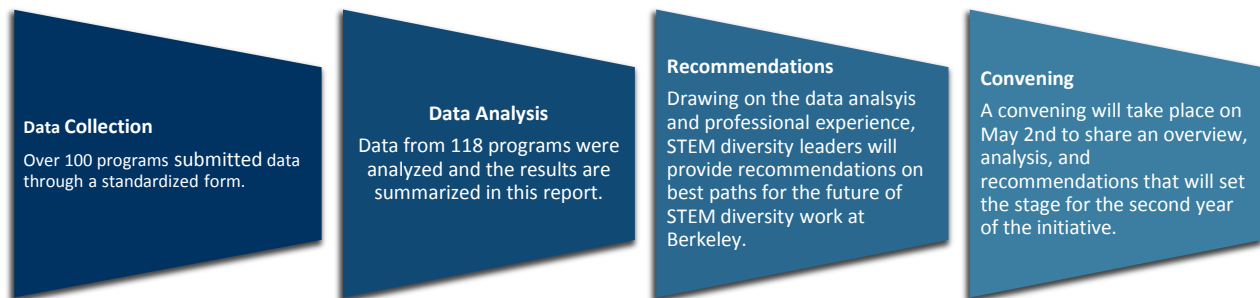 Data Collection
Over 100 programs submitted data
through a standardized form.
Data Analysis
Data from 118 programs were
analyzed and the results are
summarized in this report.
Recommendations
Drawing on the data analsyis
and professional experience,
STEM diversity leaders will
provide recommendations on
best paths for the future of
STEM diversity work at
Berkeley.
Convening
A convening will take place on
May 2nd to share an overview,
analysis, and
recommendations that will set
the stage for the second year
of the initiative.